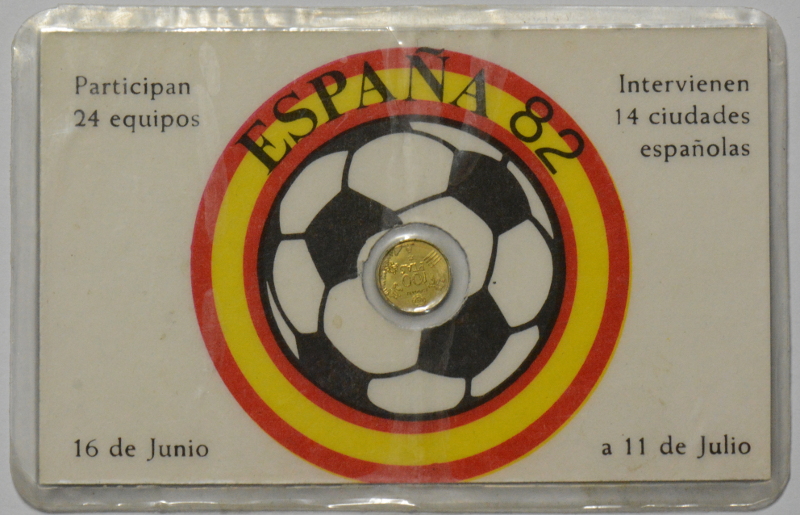 Participan
24 equipos
ESPAÑA 82
Intervienen
14 ciudades
españolas
16 de Junio
a 11 de Julio